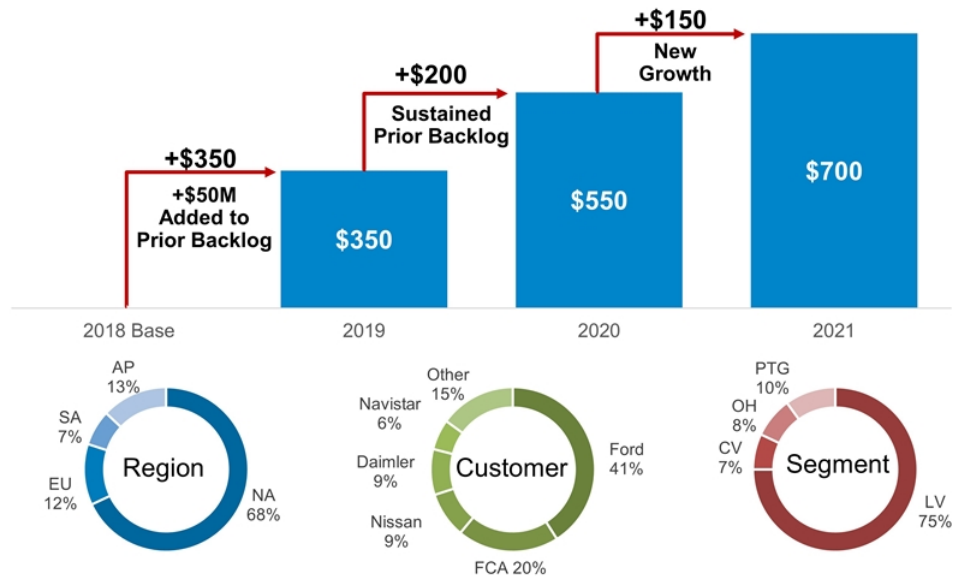 +$150
New
Growth
+$200
Sustained
Prior Backlog
+$350
+$50M
Added to
Prior Backlog
$350
$550
$700
2018 Base
2019
2020
2021
AP
13%
SA
7%
EU
12%
Region
NA
68%
Other
15%
Navistar
6%
Daimler
9%
Nissan
9%
Customer
Ford
41%
FCA 20%
PTG
10%
OH
8%
CV
7%
Segment
LV
75%